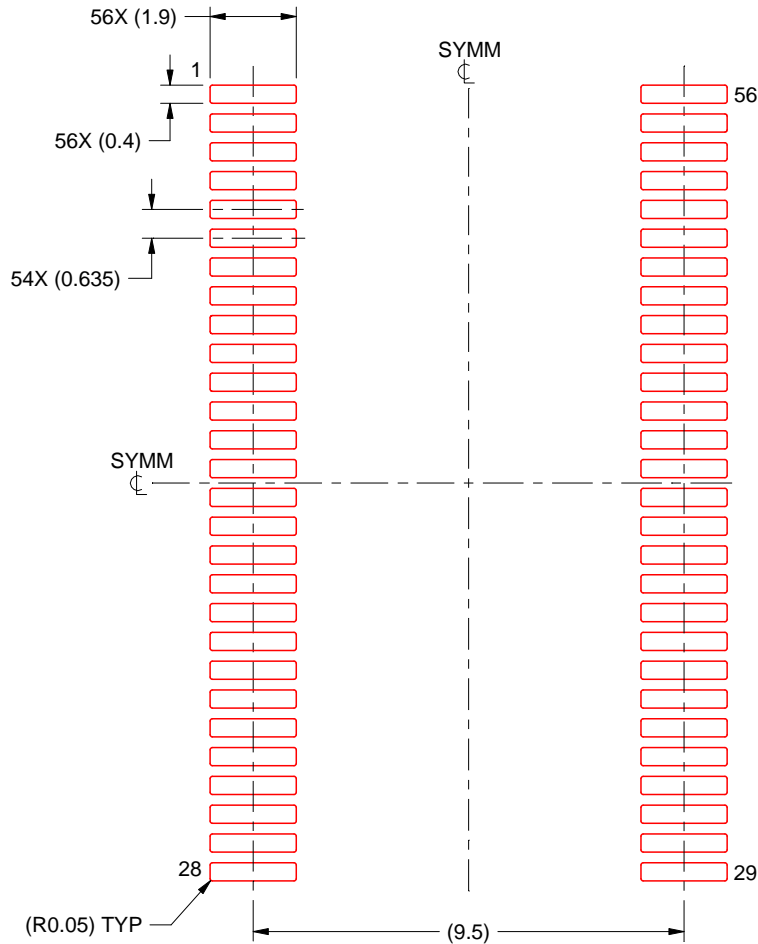 56X (1.9)
SYMM
1
56
56X (0.4)
54X (0.635)
SYMM
28
29
(R0.05) TYP
(9.5)